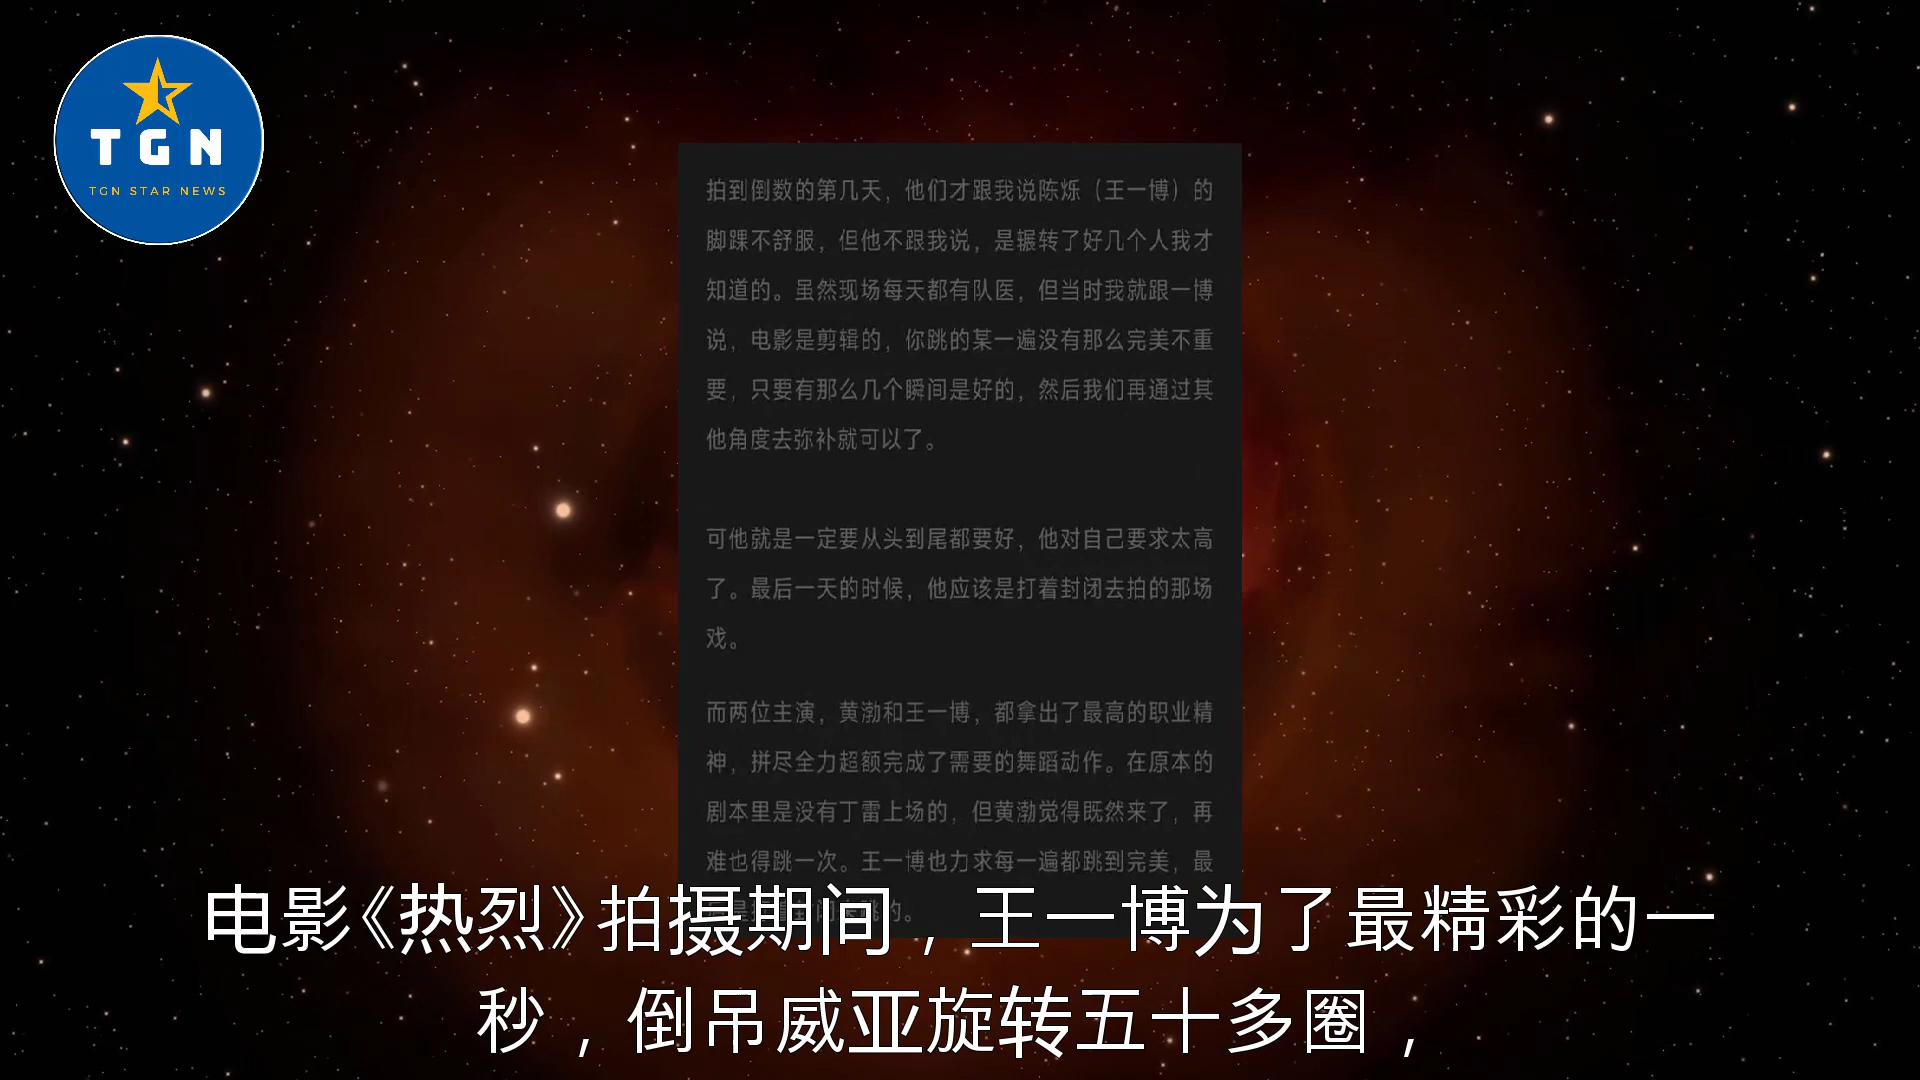 TGN
TGN STAR NEWS
拍到倒数的第几天，他们才跟我说陈烁（王一博）的
脚踝不舒服，但他不跟我说，是辗转了好几个人我才
知道的。虽然现场每天都有队医，但当时我就跟一博
说，电影是剪辑的，你跳的某一遍没有那么完美不重
要，只要有那么几个瞬间是好的，然后我们再通过其
他角度去弥补就可以了。
可他就是一定要从头到尾都要好，他对自己要求太高
了。最后一天的时候，他应该是打着封闭去拍的那场
戏。
而两位主演，黄渤和王一博，都拿出了最高的职业精
神，拼尽全力超额完成了需要的舞蹈动作。在原本的
剧本里是没有丁雷上场的，但黄渤觉得既然来了，再
难也得跳一次。王一博也力求每一遍都跳到完美，最
的。
电影《热烈》拍摄期间，王一博为了最精彩的一
秒，倒吊威亚旋转五十多圈，